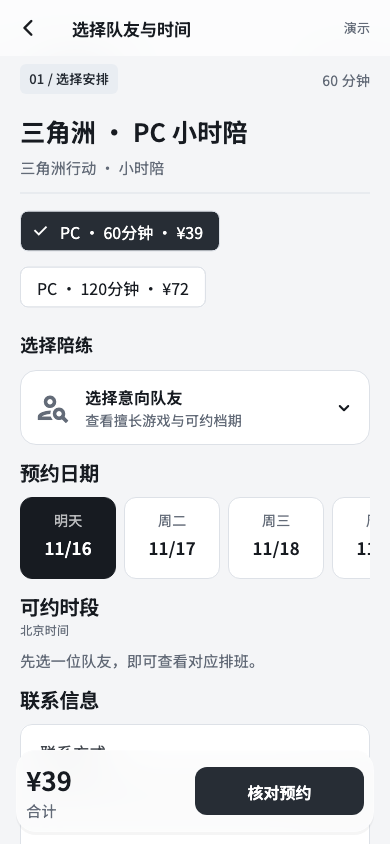 选择队友与时间
演示
01 / 选择安排
60 分钟
三角洲 · PC 小时陪
三角洲行动 · 小时陪
PC · 60分钟 · ¥39
PC · 120分钟 · ¥72
选择陪练
选择意向队友
查看擅长游戏与可约档期
预约日期
明天
11/16
周二
11/17
周三
11/18
可约时段
北京时间
先选一位队友，即可查看对应排班。
联系信息
联系方式
¥39
合计
核对预约